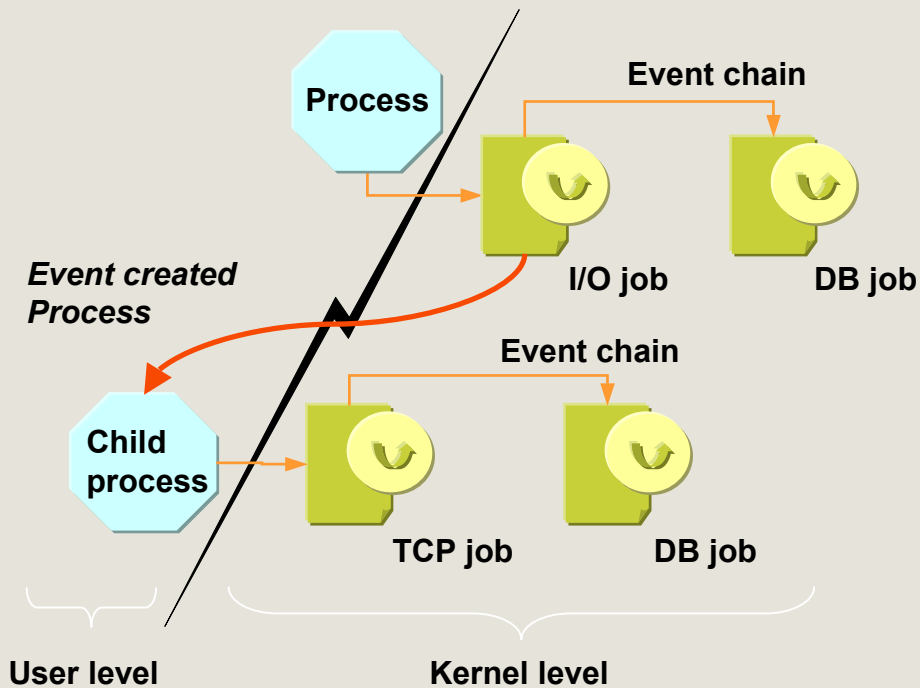 Event chain
Process
I/O job
DB job
Event created
Process
Event chain
Child
process
TCP job
DB job
User level
Kernel level